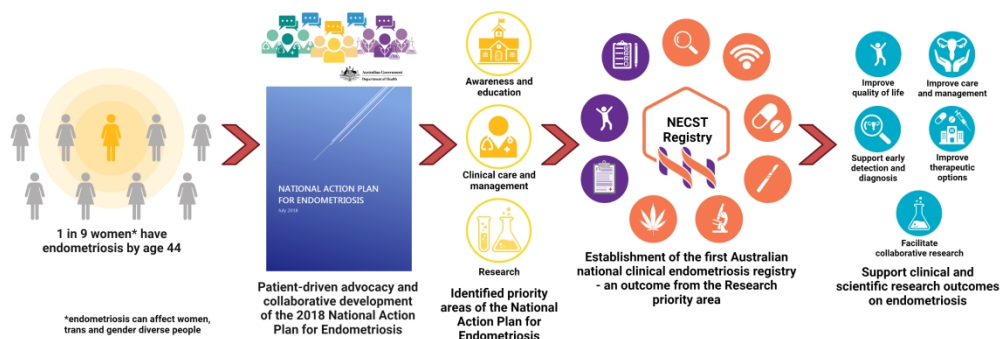 1 in 9 women* have
endometriosis by age 44
*endometriosis can affect women,
trans and gender diverse people
Australian Government
Department of Health
NATIONAL ACTION PLAN
FOR ENDOMETRIOSIS
July 2018
Patient-driven advocacy and
collaborative development
of the 2018 National Action
Plan for Endometriosis
Awareness and
education
Clinical care and
management
Research
Identified priority
areas of the National
Action Plan for
Endometriosis
NECST
Registry
Establishment of the first Australian
national clinical endometriosis registry
- an outcome from the Research
priority area
Improve
quality of life
Improve care
and management
Support early
detection and
diagnosis
Improve
therapeutic
options
Facilitate
collaborative research
Support clinical and
scientific research outcomes
on endometriosis